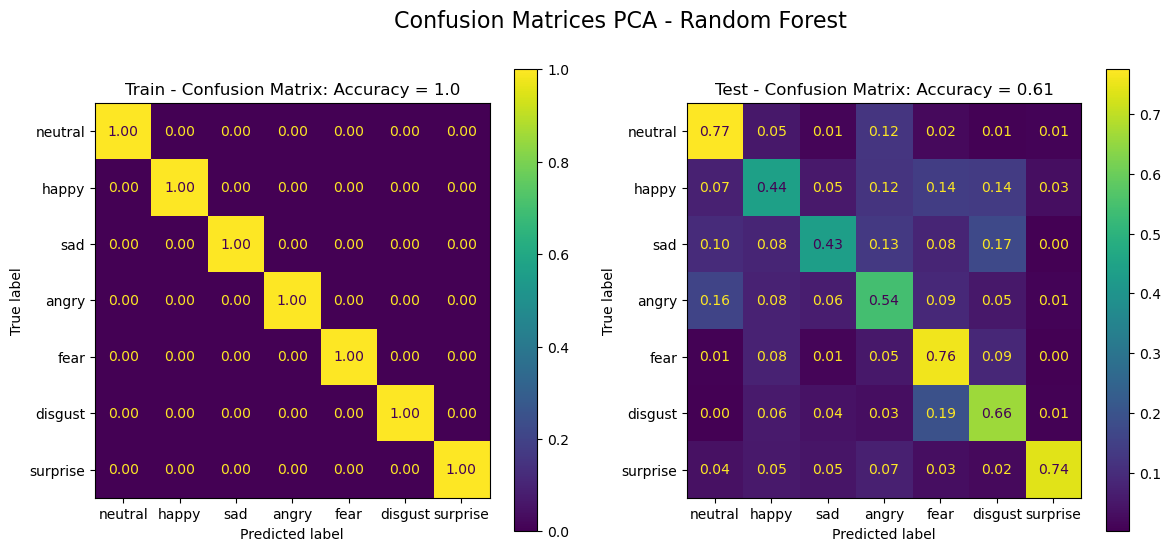 Confusion Matrices PCA - Random Forest
Train - Confusion Matrix: Accuracy = 1.0
True label
neutral 1.00 0.00 0.00 0.00 0.00 0.00 0.00
happy 0.00 1.00 0.00 0.00 0.00 0.00 0.00
sad 0.00 0.00 1.00 0.00 0.00 0.00 0.00
angry 0.00 0.00 0.00 1.00 0.00 0.00 0.00
fear 0.00 0.00 0.00 0.00 1.00 0.00 0.00
disgust 0.00 0.00 0.00 0.00 0.00 1.00 0.00
surprise 0.00 0.00 0.00 0.00 0.00 0.00 1.00
neutral happy sad angry fear disgust surprise
Predicted label
1.0
0.8
0.6
0.4
0.2
0.0
Test - Confusion Matrix: Accuracy = 0.61
True label
neutral 0.77 0.05 0.01 0.12 0.02 0.01 0.01
happy 0.07 0.44 0.05 0.12 0.14 0.14 0.03
sad 0.10 0.08 0.43 0.13 0.08 0.17 0.00
angry 0.16 0.08 0.06 0.54 0.09 0.05 0.01
fear 0.01 0.08 0.01 0.05 0.76 0.09 0.00
disgust 0.00 0.06 0.04 0.03 0.19 0.66 0.01
surprise 0.04 0.05 0.05 0.07 0.03 0.02 0.74
neutral happy sad angry fear disgust surprise
Predicted label
0.7
0.6
0.5
0.4
0.3
0.2
0.1